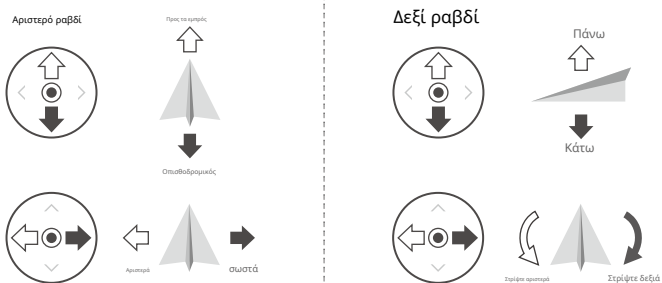 Αριστερό ραβδί
Προς τα εμπρός
Οπισθοδρομικός
Αριστερά
σωστά
Δεξί ραβδί
Πάνω
Κάτω
Στρίψτε αριστερά
Στρίψτε δεξιά